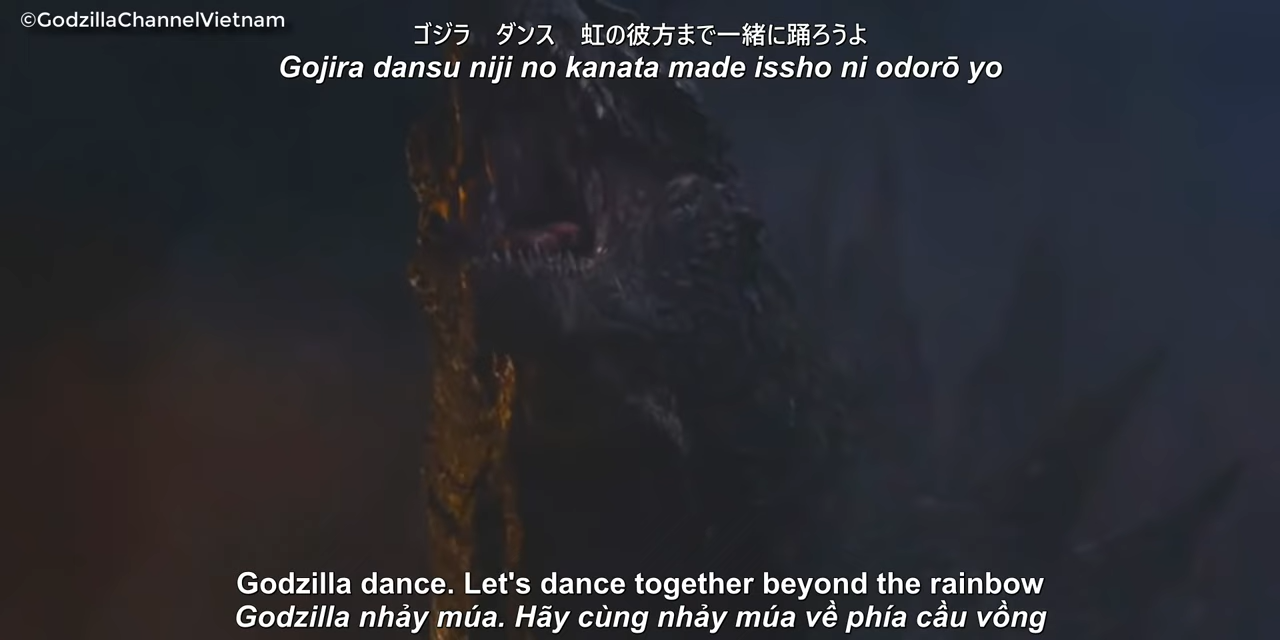 ©GodzillaChannelVietnam
ゴジラ　ダンス　虹の彼方まで一緒に踊ろうよ
Gojira dansu niji no kanata made issho ni odorō yo
Godzilla dance. Let's dance together beyond the rainbow
Godzilla nhảy múa. Hãy cùng nhảy múa về phía cầu vồng